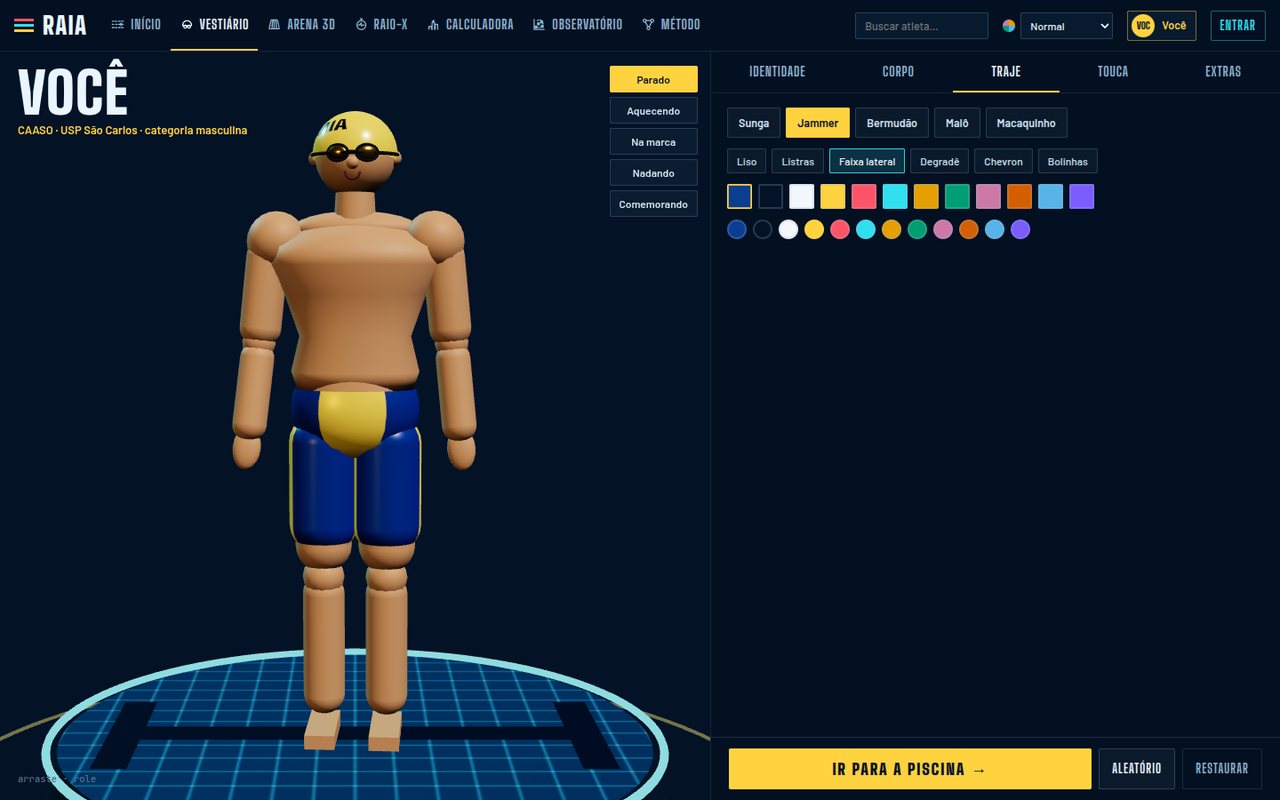 RAIA
INÍCIO
VESTIÁRIO
ARENA 3D
RAIO-X
CALCULADORA
OBSERVATÓRIO
MÉTODO
Buscar atleta...
Normal
VOC
Você
ENTRAR
VOCÊ
CAASO · USP São Carlos · categoria masculina
Parado
Aquecendo
Na marca
Nadando
Comemorando
IDENTIDADE
CORPO
TRAJE
TOUCA
EXTRAS
Sunga
Jammer
Bermudão
Maiô
Macaquinho
Liso
Listras
Faixa lateral
Degradê
Chevron
Bolinhas
IR PARA A PISCINA →
ALEATÓRIO
RESTAURAR